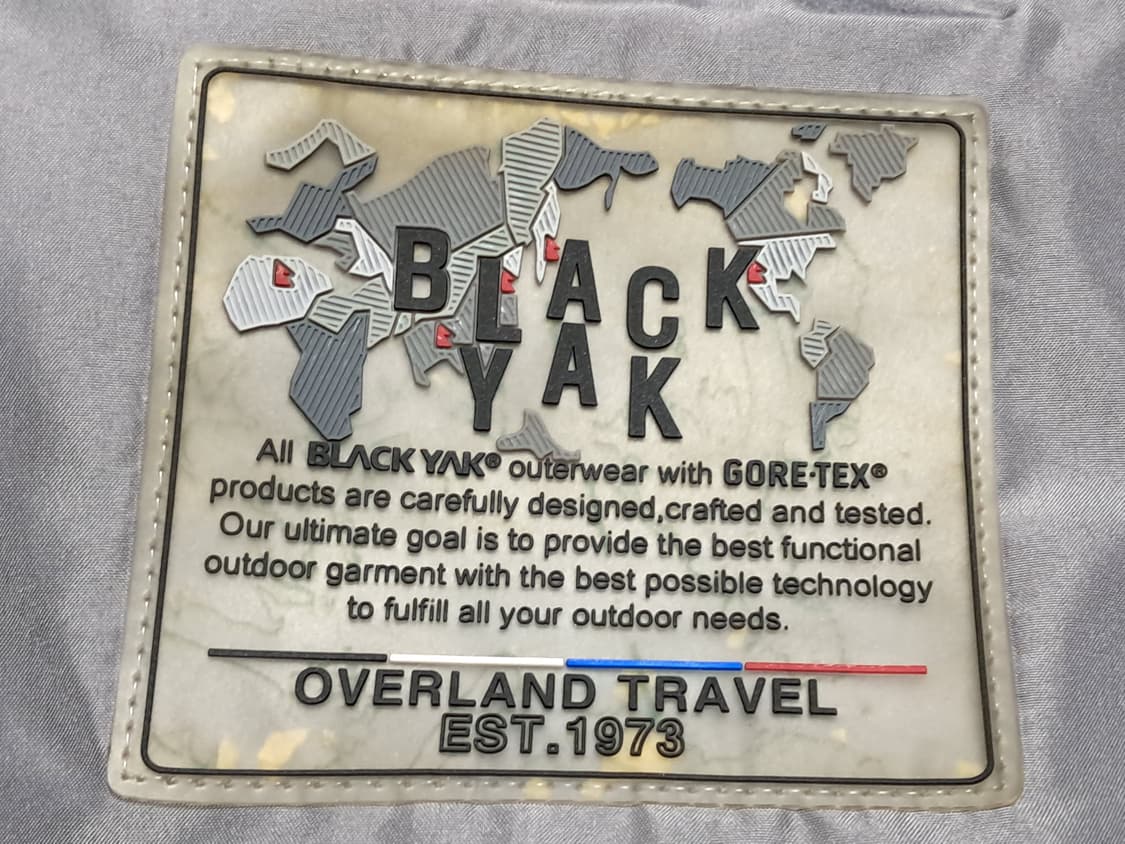 BLACK
YAK
All BLACK YAK® outerwear with GORE-TEX®
products are carefully designed,crafted and tested.
Our ultimate goal is to provide the best functional
outdoor garment with the best possible technology
to fulfill all your outdoor needs.
OVERLAND TRAVEL
EST.1973